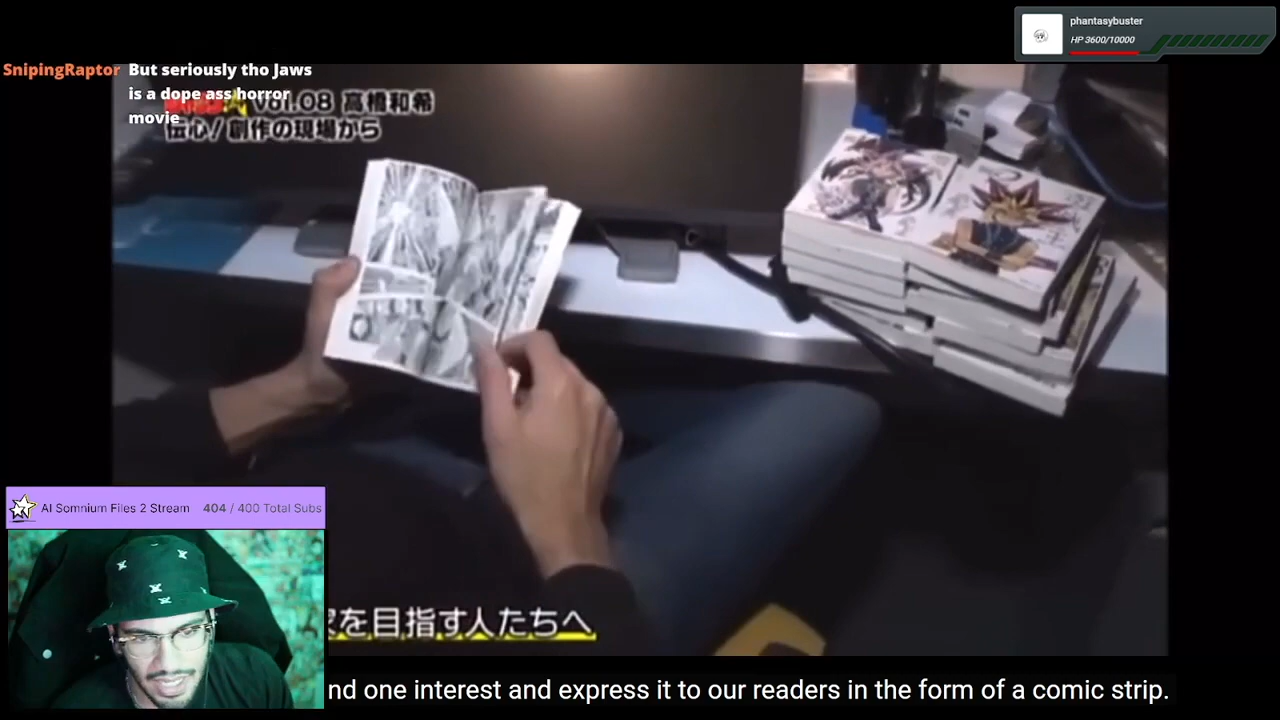 phantasybuster
HP 3600/10000
SnipingRaptor But seriously tho Jaws
is a dope ass horror
movie
Vol.08 高橋和希
伝心! 創作の現場から
AI Somnium Files 2 Stream 404 / 400 Total Subs
を目指す人たちへ
nd one interest and express it to our readers in the form of a comic strip.